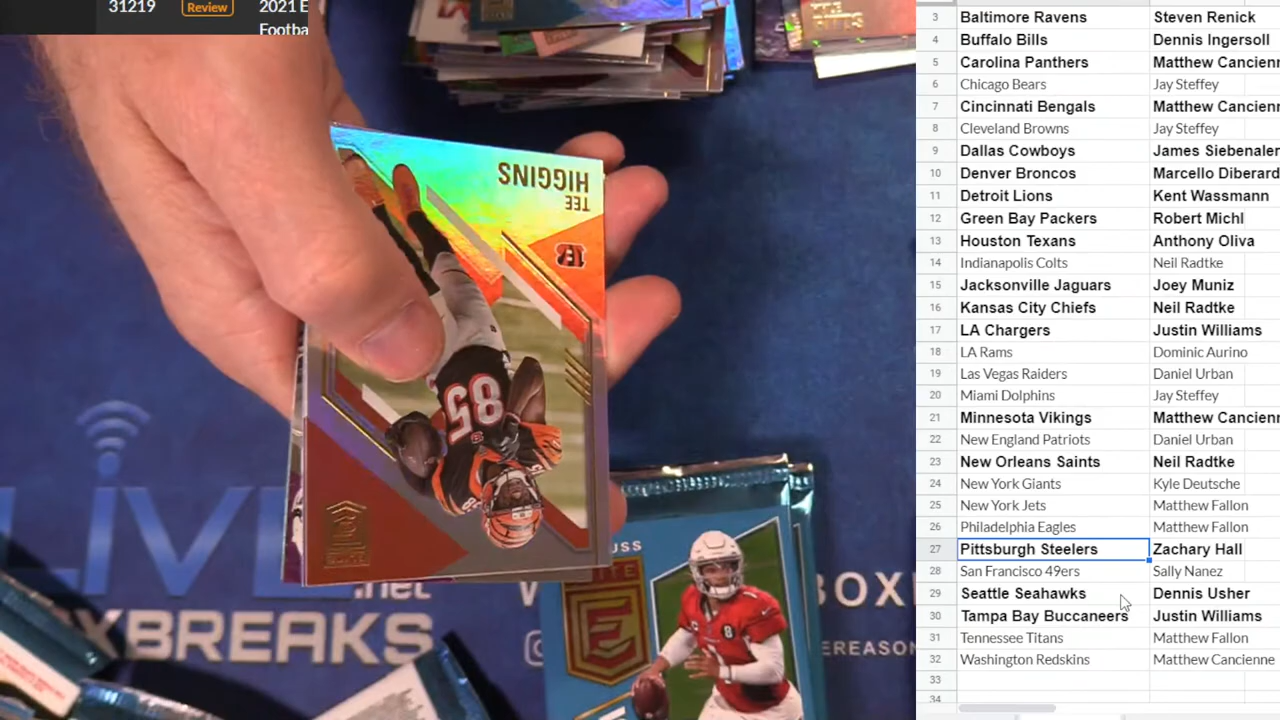 31219 Review 2021 E
Footba
3 Baltimore Ravens Steven Renick
4 Buffalo Bills Dennis Ingersoll
5 Carolina Panthers Matthew Cancienn
6 Chicago Bears Jay Steffey
7 Cincinnati Bengals Matthew Cancienn
8 Cleveland Browns Jay Steffey
9 Dallas Cowboys James Siebenaler
10 Denver Broncos Marcello Diberard
11 Detroit Lions Kent Wassmann
12 Green Bay Packers Robert Michl
13 Houston Texans Anthony Oliva
14 Indianapolis Colts Neil Radtke
15 Jacksonville Jaguars Joey Muniz
16 Kansas City Chiefs Neil Radtke
17 LA Chargers Justin Williams
18 LA Rams Dominic Aurino
19 Las Vegas Raiders Daniel Urban
20 Miami Dolphins Jay Steffey
21 Minnesota Vikings Matthew Cancienn
22 New England Patriots Daniel Urban
23 New Orleans Saints Neil Radtke
24 New York Giants Kyle Deutsche
25 New York Jets Matthew Fallon
26 Philadelphia Eagles Matthew Fallon
27 Pittsburgh Steelers Zachary Hall
28 San Francisco 49ers Sally Nanez
29 Seattle Seahawks Dennis Usher
30 Tampa Bay Buccaneers Justin Williams
31 Tennessee Titans Matthew Fallon
32 Washington Redskins Matthew Cancienne
33
34
TEE
HIGGINS
85
ELITE
LIVE
.net
XBREAKS
BOX
EREASON
USS
ELITE